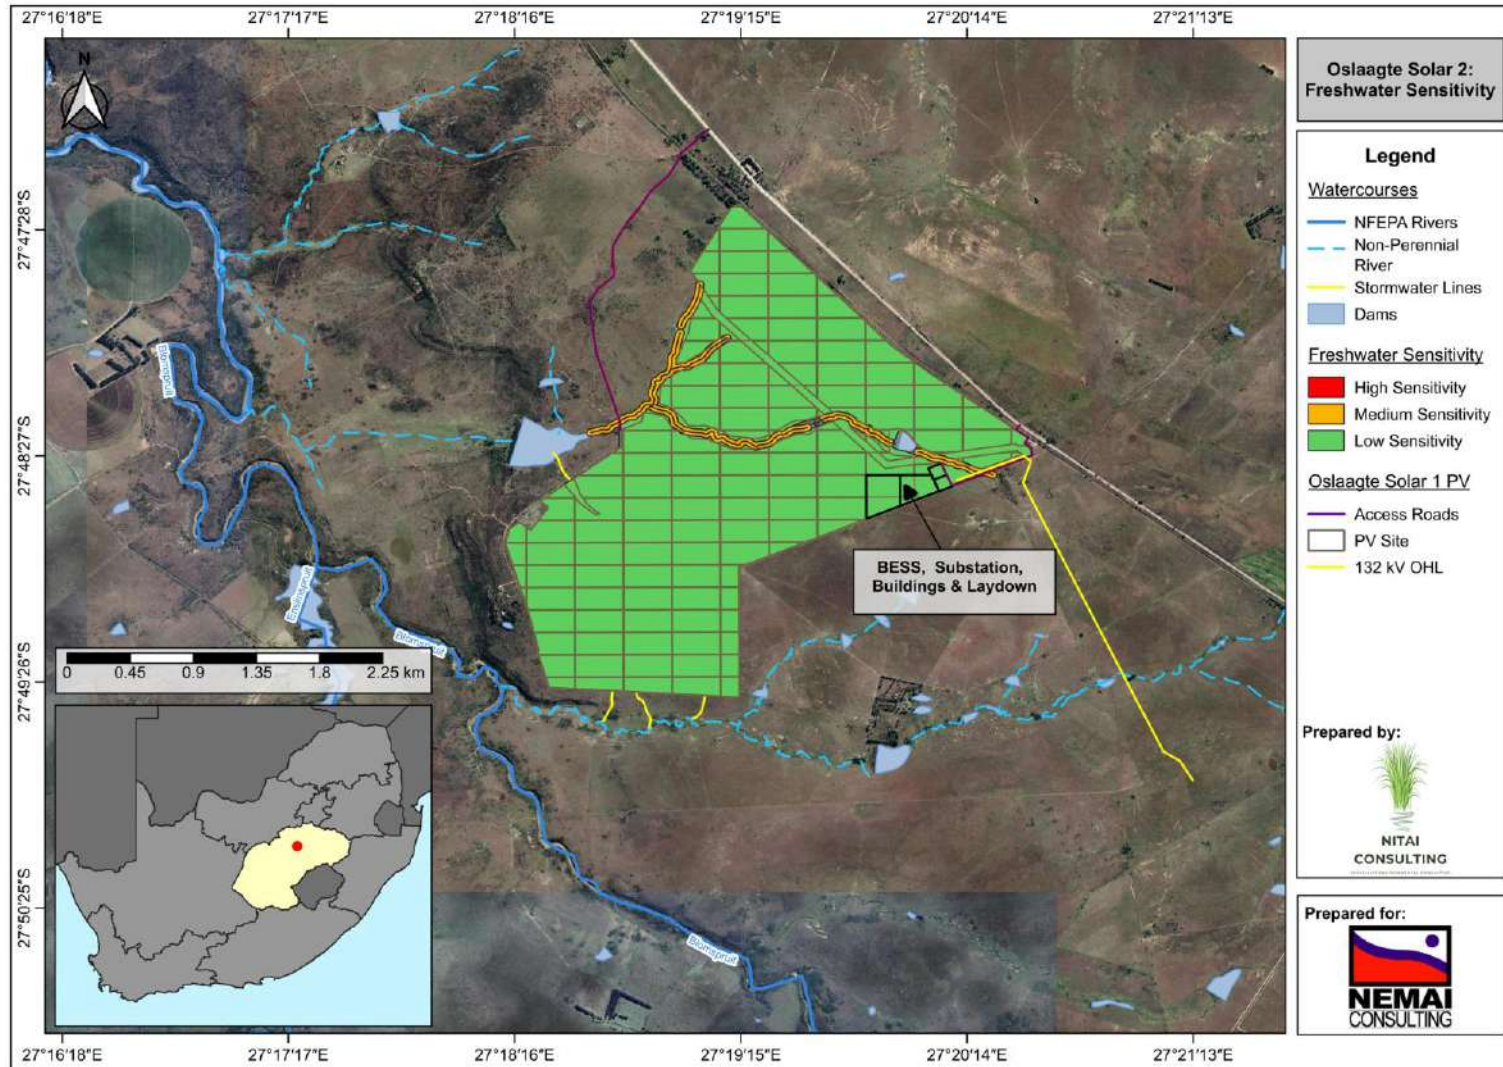 27°16'18"E 27°17'17"E 27°18'16"E 27°19'15"E 27°20'14"E 27°21'13"E
N
27°47'28"S
27°48'27"S
27°49'26"S
27°50'25"S
Blomspruit
Ensinspruit
Blomspruit
Blomspruit
BESS, Substation,
Buildings & Laydown
0 0.45 0.9 1.35 1.8 2.25 km
27°16'18"E 27°17'17"E 27°18'16"E 27°19'15"E 27°20'14"E 27°21'13"E
Oslaagte Solar 2:
Freshwater Sensitivity
Legend
Watercourses
NFEPA Rivers
Non-Perennial
River
Stormwater Lines
Dams
Freshwater Sensitivity
High Sensitivity
Medium Sensitivity
Low Sensitivity
Oslaagte Solar 1 PV
Access Roads
PV Site
132 kV OHL
Prepared by:
NITAI
CONSULTING
Prepared for:
NEMAI
CONSULTING